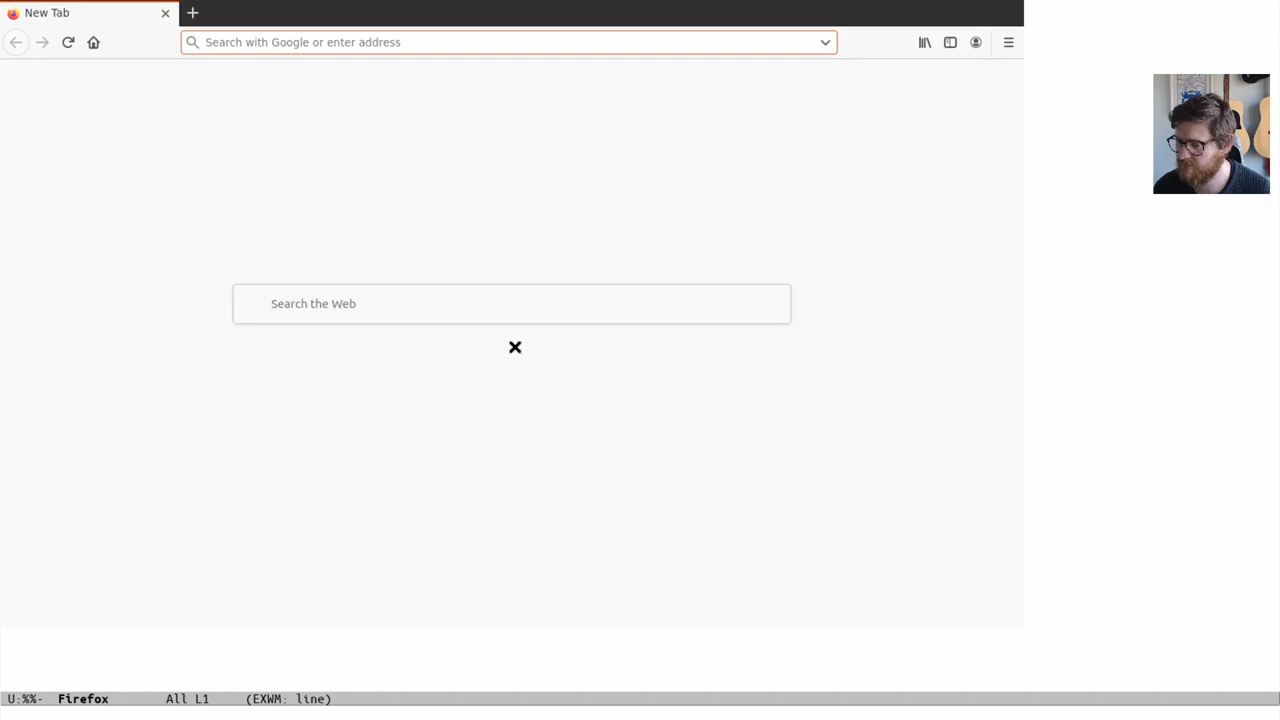 New Tab
Search with Google or enter address
Search the Web
U:%%-  Firefox       All L1     (EXWM: line)